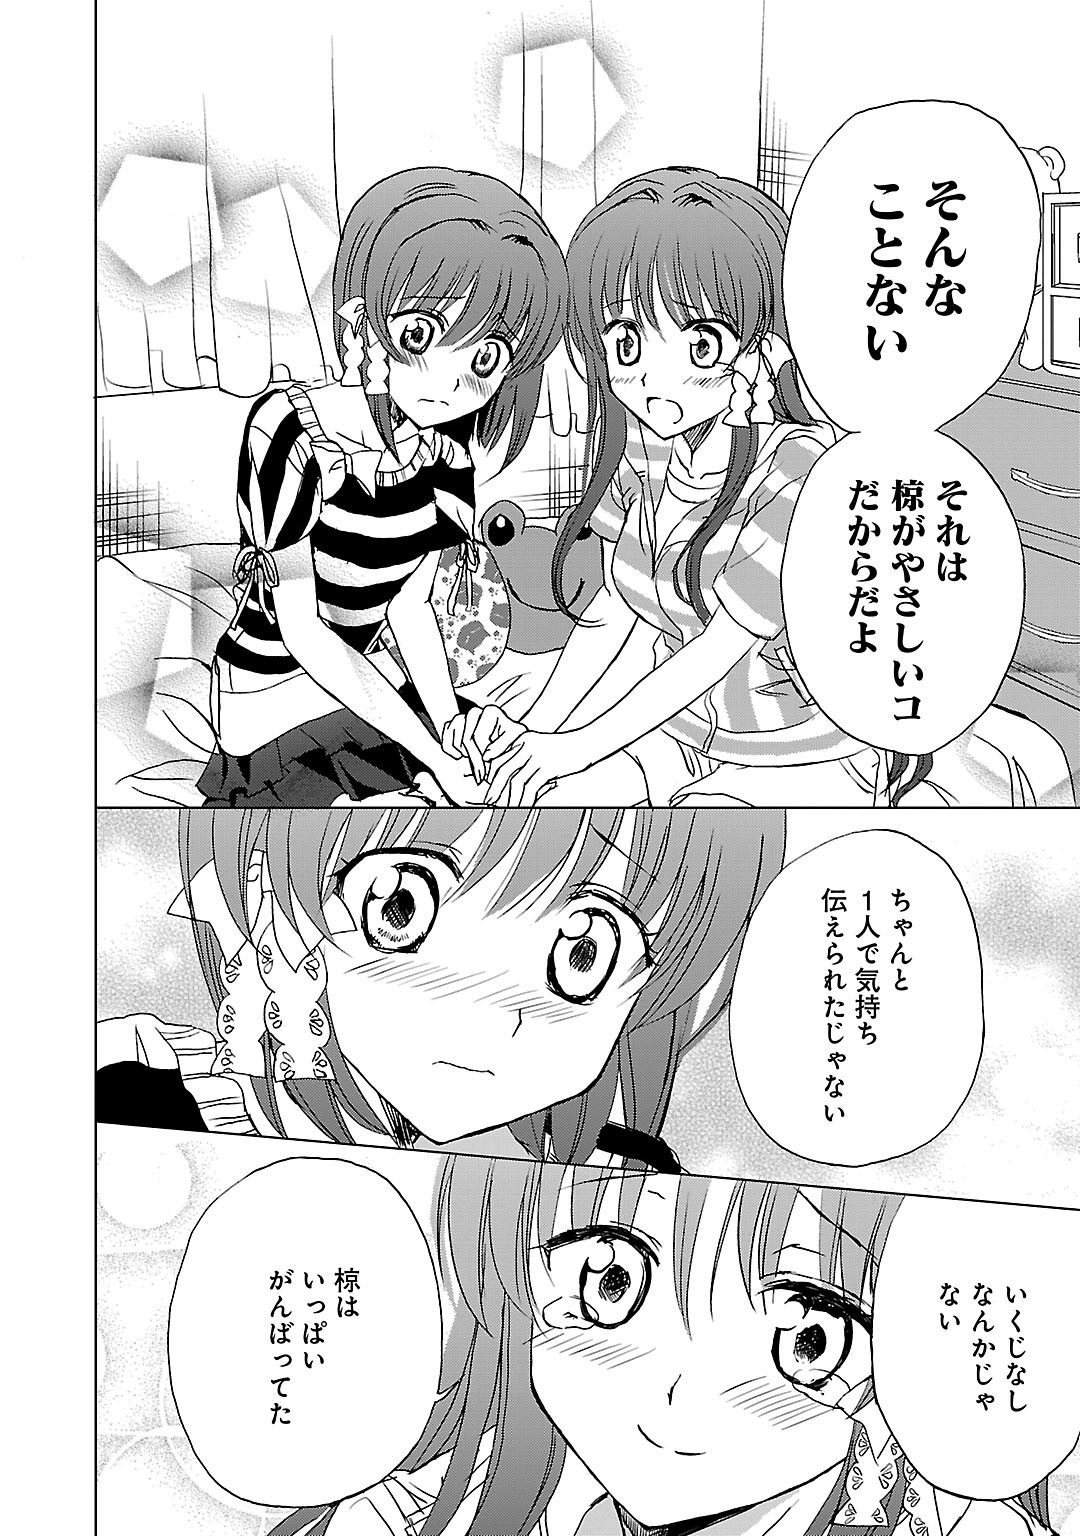 そんな
ことない
それは
椋がやさしいコ
だからだよ
ちゃんと
1人で気持ち
伝えられたじゃない
いくじなし
なんかじゃ
ない
椋は
いっぱい
がんばってた